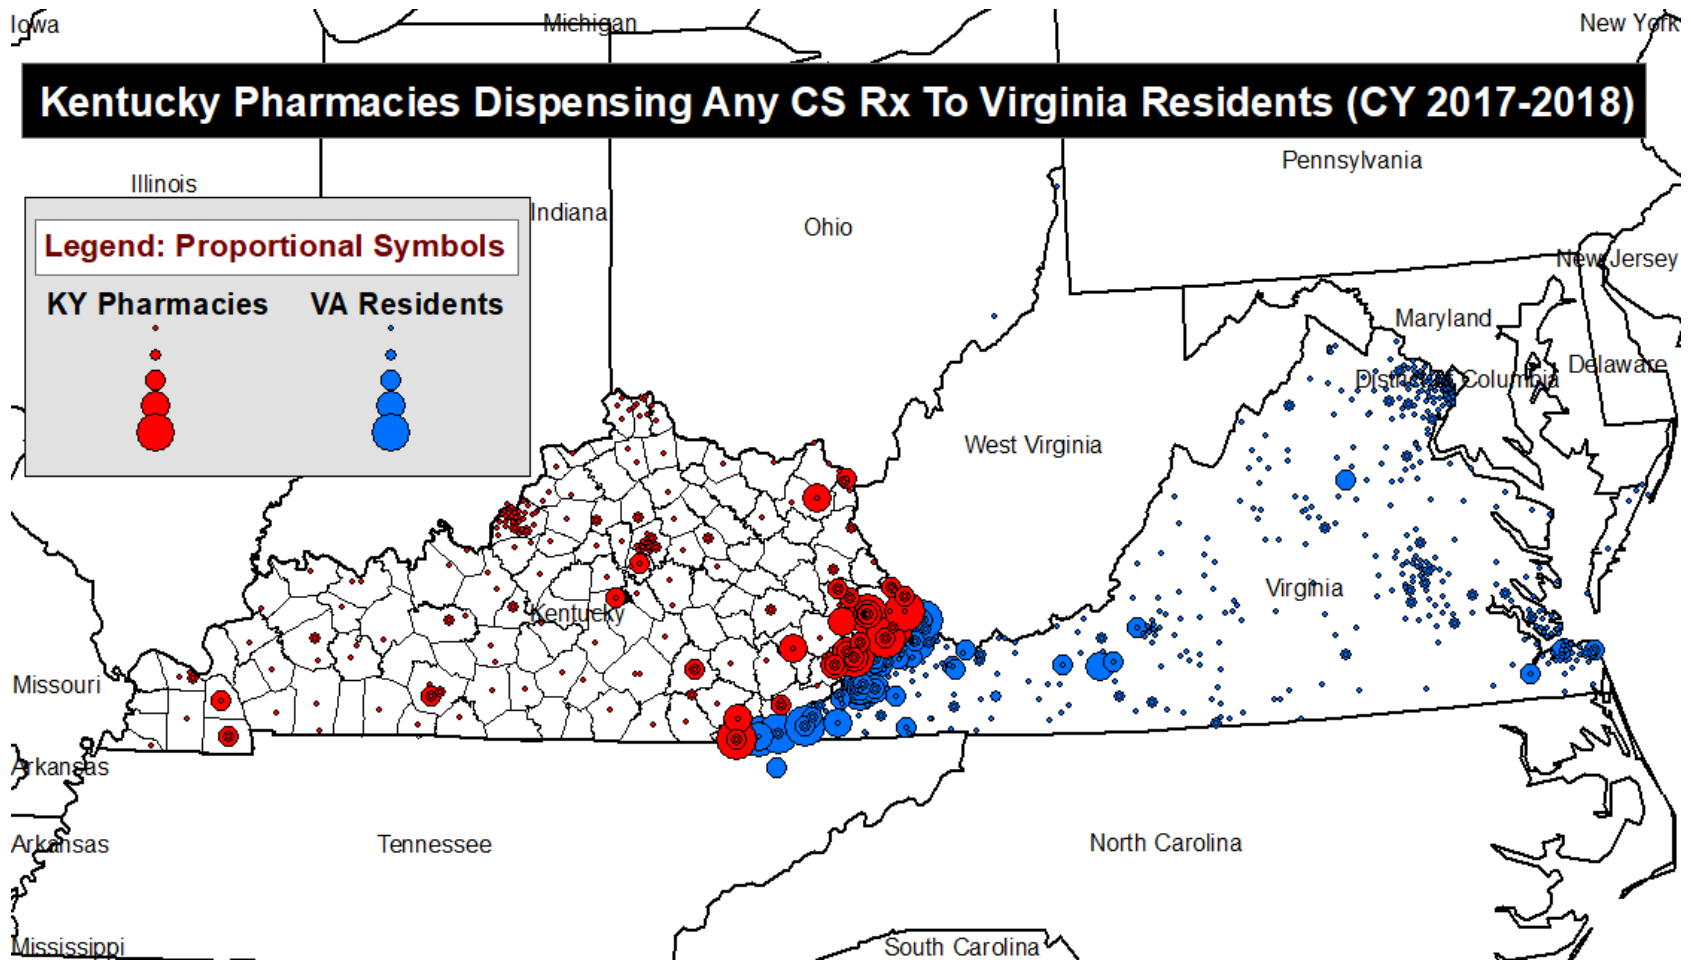 Iowa
Michigan
New York
Kentucky Pharmacies Dispensing Any CS Rx To Virginia Residents (CY 2017-2018)
Pennsylvania
Illinois
Indiana
Ohio
Legend: Proportional Symbols
New Jersey
KY Pharmacies VA Residents
Maryland
Delaware
District of Columbia
West Virginia
Virginia
Kentucky
Missouri
Arkansas
Tennessee
North Carolina
Arkansas
Mississippi
South Carolina